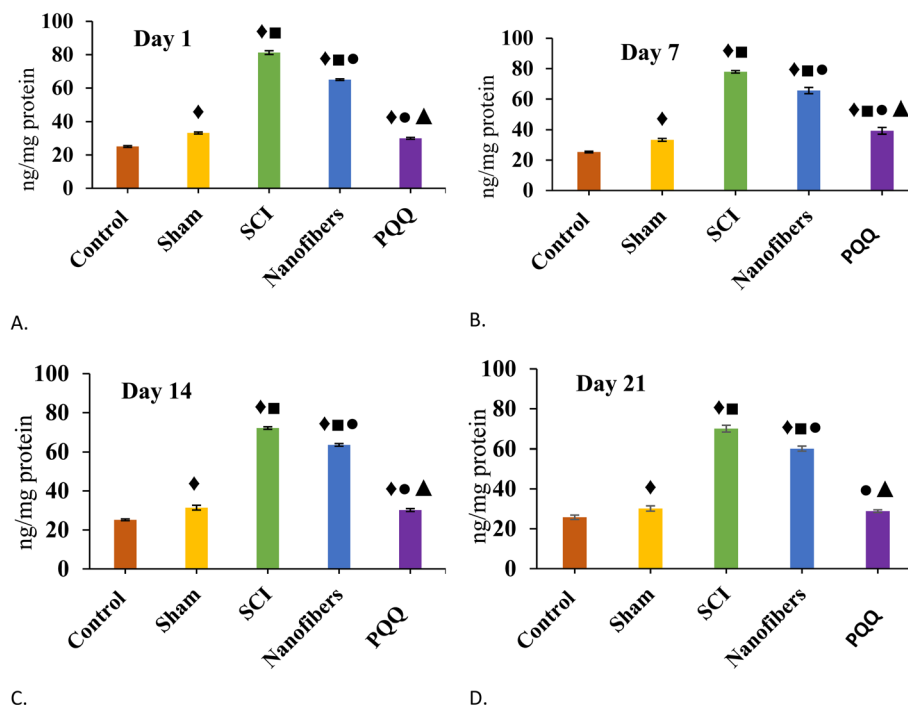 Day 1
ng/mg protein
100
80
60
40
20
0
♦■
♦■●
♦
♦●▲
Control
Sham
SCI
Nanofibers
PQQ
A.
Day 7
ng/mg protein
100
80
60
40
20
0
♦■
♦■●
♦
♦■●▲
Control
Sham
SCI
Nanofibers
PQQ
B.
Day 14
ng/mg protein
100
80
60
40
20
0
♦■
♦■●
♦
♦●▲
Control
Sham
SCI
Nanofibers
PQQ
C.
Day 21
ng/mg protein
100
80
60
40
20
0
♦■
♦■●
♦
●▲
Control
Sham
SCI
Nanofibers
PQQ
D.